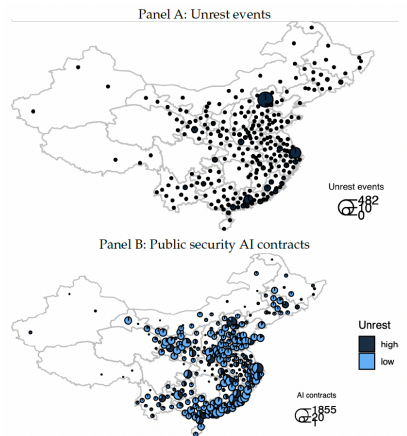 Panel A: Unrest events
Unrest events
482
10
0
Panel B: Public security AI contracts
Unrest
high
low
AI contracts
1855
20
1